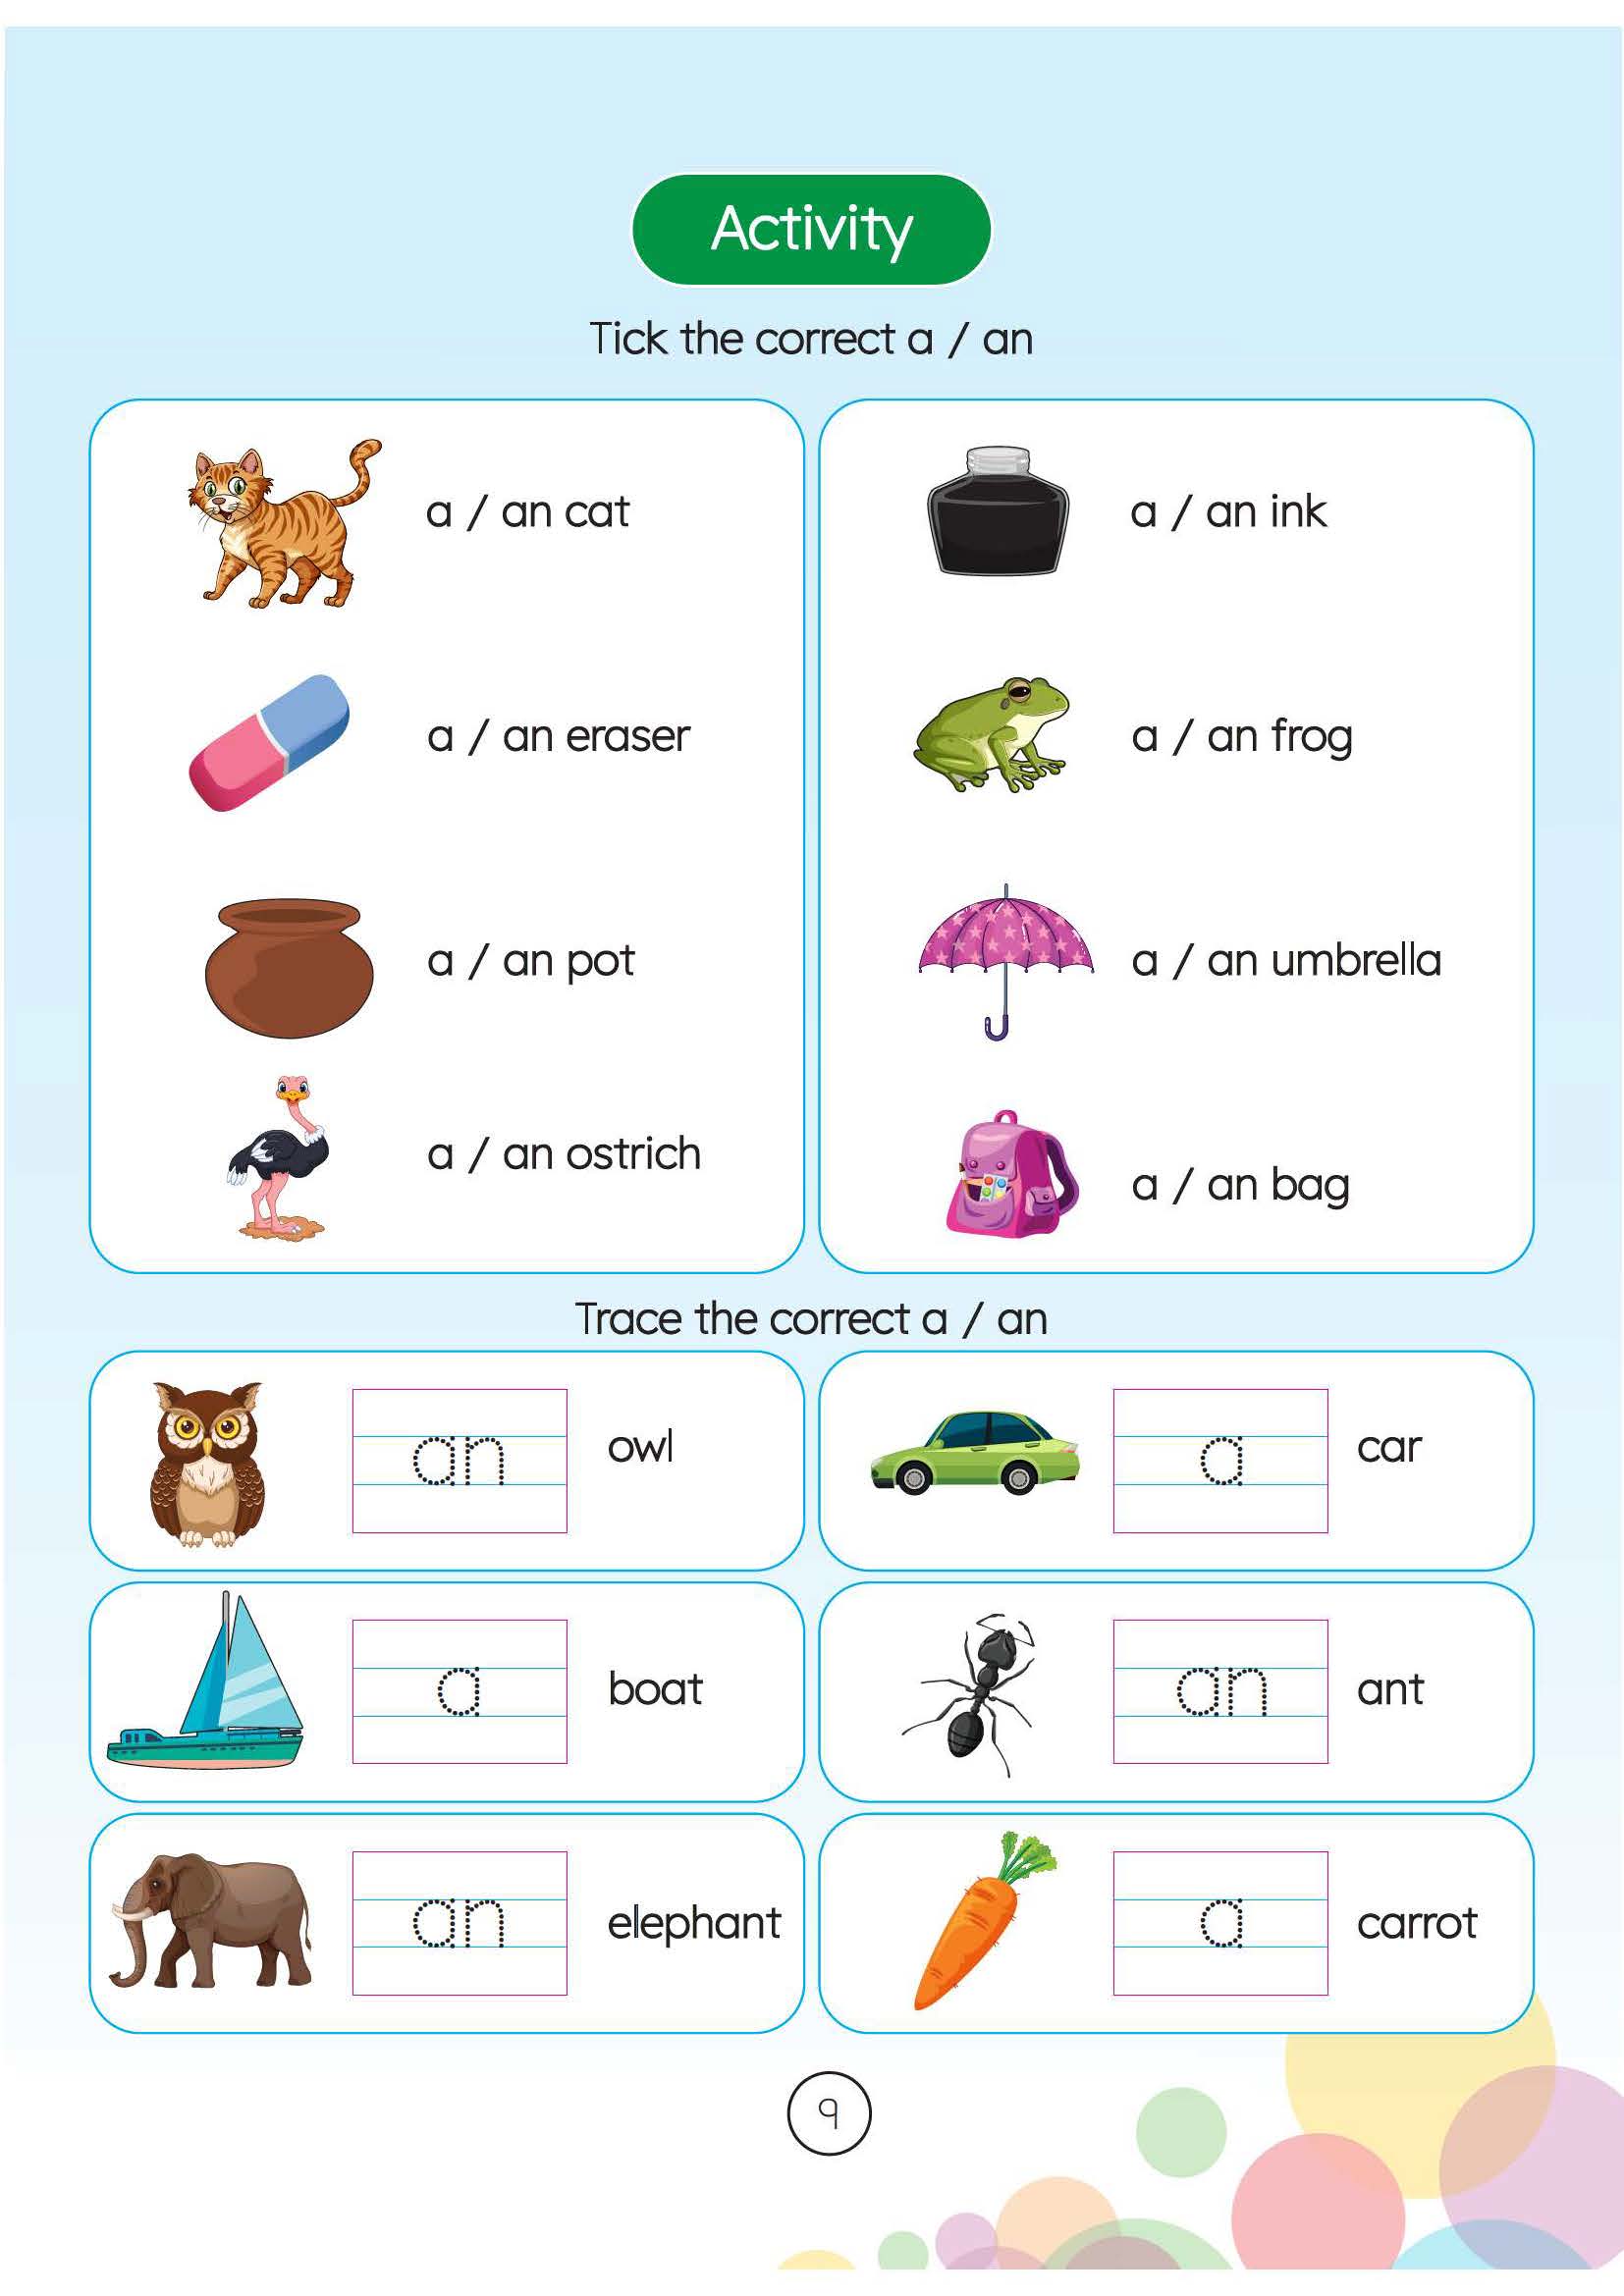 Activity
Tick the correct a / an
a / an cat
a / an eraser
a / an pot
a / an ostrich
a / an ink
a / an frog
a / an umbrella
a / an bag
Trace the correct a / an
an owl
a car
a boat
an ant
an elephant
a carrot
9